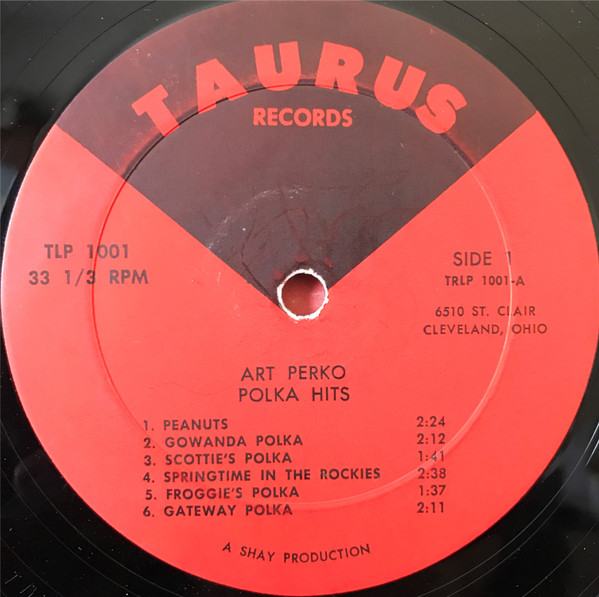 TAURUS
RECORDS
TLP 1001
33 1/3 RPM
SIDE 1
TRLP 1001-A
6510 ST. CLAIR
CLEVELAND, OHIO
ART PERKO
POLKA HITS
1. PEANUTS 2:24
2. GOWANDA POLKA 2:12
3. SCOTTIE'S POLKA 1:41
4. SPRINGTIME IN THE ROCKIES 2:38
5. FROGGIE'S POLKA 1:37
6. GATEWAY POLKA 2:11
A SHAY PRODUCTION